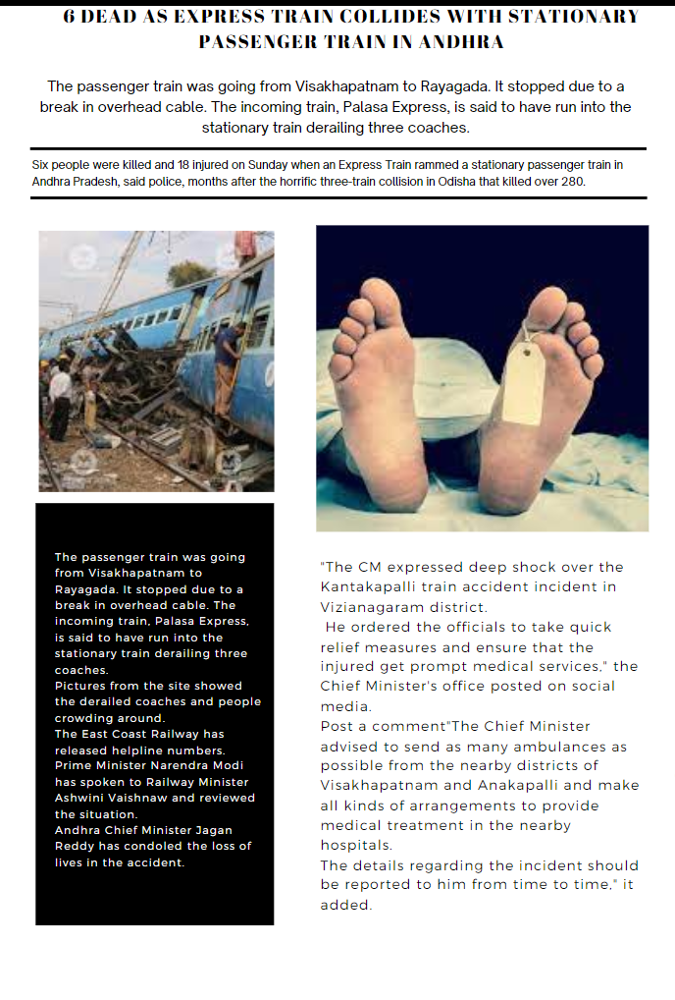 6 DEAD AS EXPRESS TRAIN COLLIDES WITH STATIONARY
PASSENGER TRAIN IN ANDHRA
The passenger train was going from Visakhapatnam to Rayagada. It stopped due to a
break in overhead cable. The incoming train, Palasa Express, is said to have run into the
stationary train derailing three coaches.
Six people were killed and 18 injured on Sunday when an Express Train rammed a stationary passenger train in
Andhra Pradesh, said police, months after the horrific three-train collision in Odisha that killed over 280.
The passenger train was going
from Visakhapatnam to
Rayagada. It stopped due to a
break in overhead cable. The
incoming train, Palasa Express,
is said to have run into the
stationary train derailing three
coaches.
Pictures from the site showed
the derailed coaches and people
crowding around.
The East Coast Railway has
released helpline numbers.
Prime Minister Narendra Modi
has spoken to Railway Minister
Ashwini Vaishnaw and reviewed
the situation.
Andhra Chief Minister Jagan
Reddy has condoled the loss of
lives in the accident.
"The CM expressed deep shock over the
Kantakapalli train accident incident in
Vizianagaram district.
He ordered the officials to take quick
relief measures and ensure that the
injured get prompt medical services," the
Chief Minister's office posted on social
media.
Post a comment"The Chief Minister
advised to send as many ambulances as
possible from the nearby districts of
Visakhapatnam and Anakapalli and make
all kinds of arrangements to provide
medical treatment in the nearby
hospitals.
The details regarding the incident should
be reported to him from time to time," it
added.